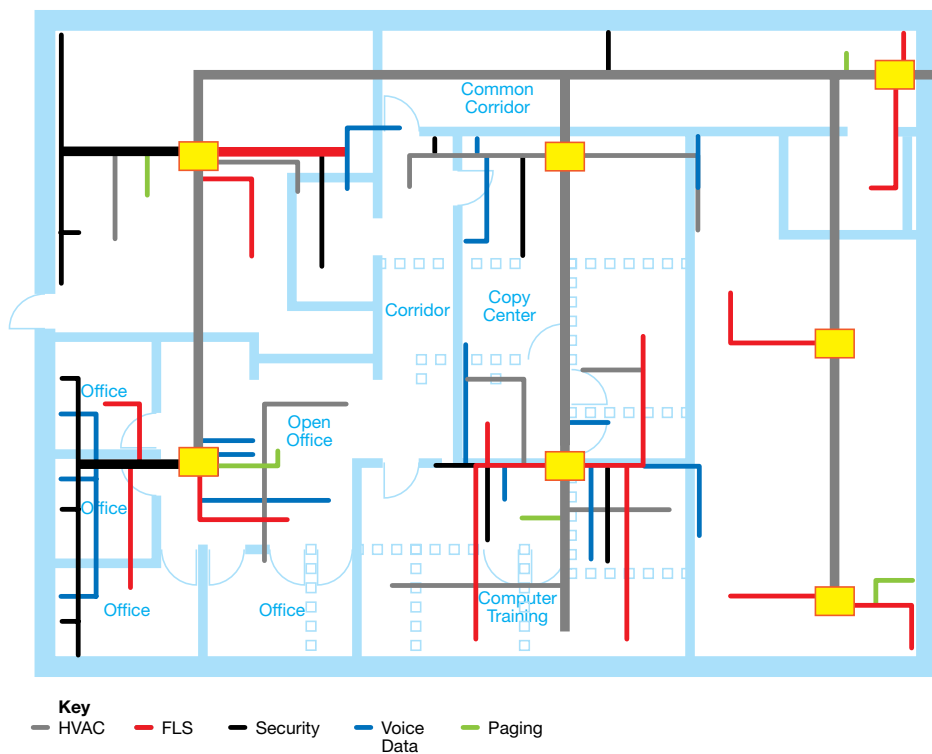 Common
Corridor
Corridor
Copy
Center
Office
Open
Office
Office
Office
Office
Computer
Training
Key
HVAC
FLS
Security
Voice
Data
Paging